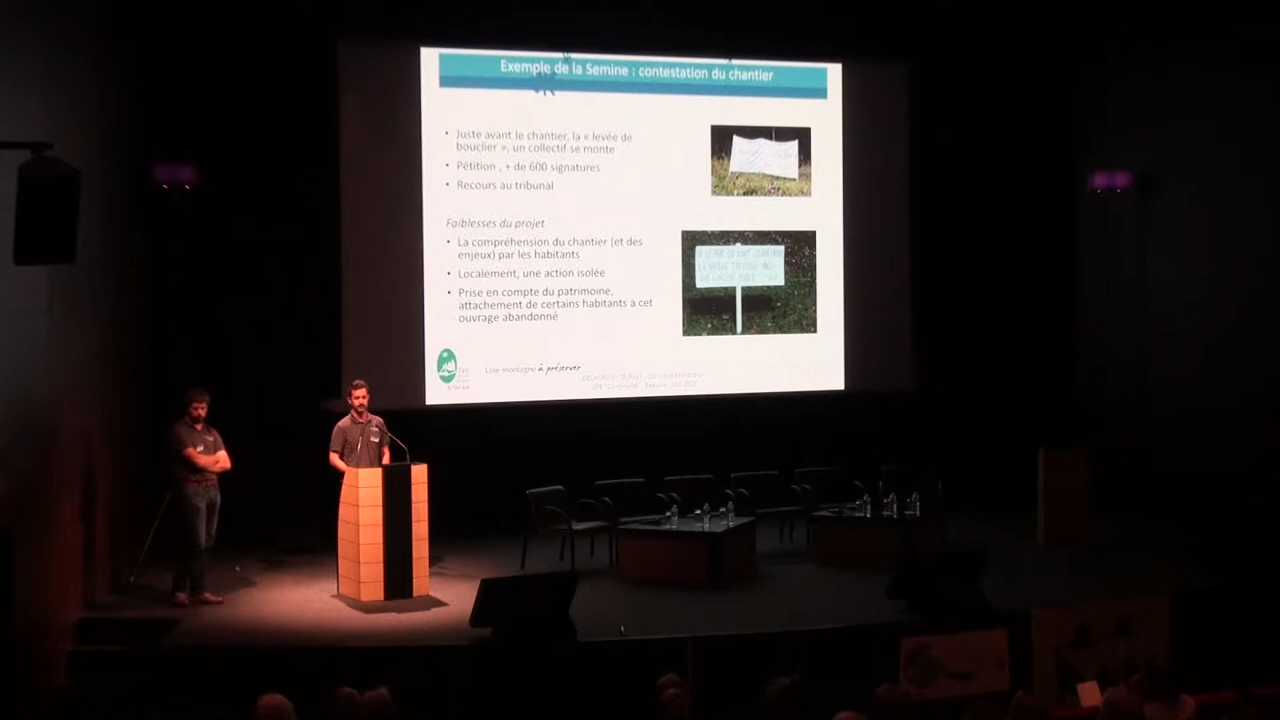 Exemple de la Semine : contestation du chantier
• Juste avant le chantier, la « levée de
bouclier », un collectif se monte
• Pétition , + de 600 signatures
• Recours au tribunal
Faiblesses du projet
• La compréhension du chantier (et des
enjeux) par les habitants
• Localement, une action isolée
• Prise en compte du patrimoine,
attachement de certains habitants à cet
ouvrage abandonné
Une montagne à préserver